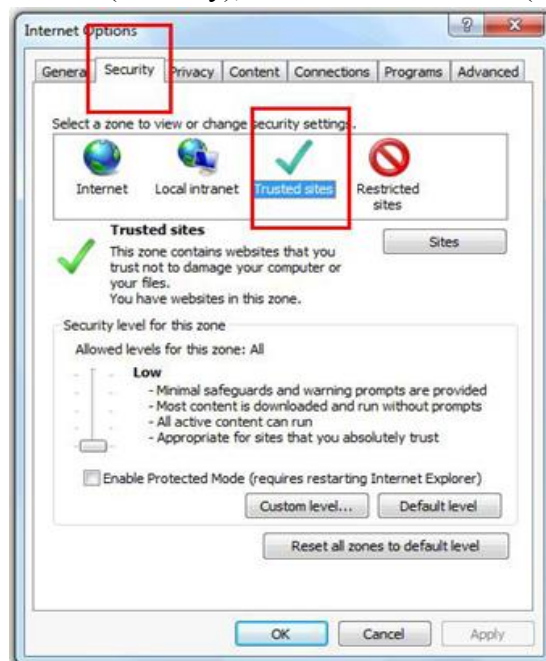 Internet Options
General Security Privacy Content Connections Programs Advanced
Select a zone to view or change security settings.
Internet Local intranet Trusted sites Restricted sites
Trusted sites
Sites
This zone contains websites that you
trust not to damage your computer or
your files.
You have websites in this zone.
Security level for this zone
Allowed levels for this zone: All
Low
- Minimal safeguards and warning prompts are provided
- Most content is downloaded and run without prompts
- All active content can run
- Appropriate for sites that you absolutely trust
Enable Protected Mode (requires restarting Internet Explorer)
Custom level... Default level
Reset all zones to default level
OK Cancel Apply